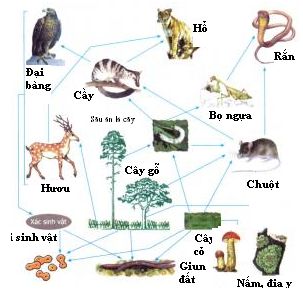 Hổ
Rắn
Đại
bàng
Cầy
Bọ ngựa
Sâu ăn lá cây
Cây gỗ
Hươu
Chuột
Xác sinh vật
i sinh vật
Cây
cỏ
Giun
đất
Nấm, địa y